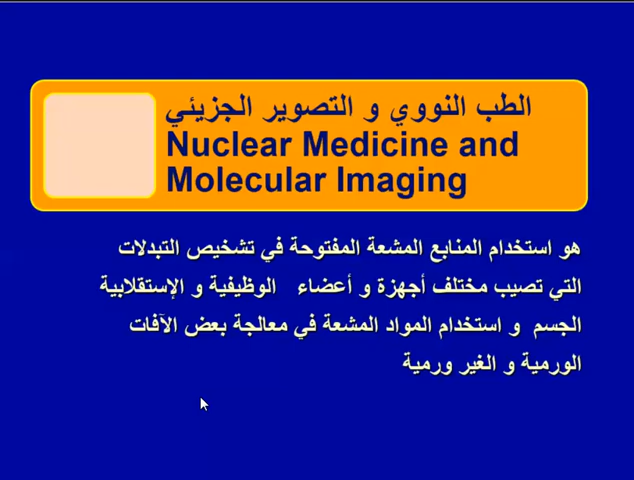 الطب النووي و التصوير الجزيئي
Nuclear Medicine and
Molecular Imaging
هو استخدام المنابع المشعة المفتوحة في تشخيص التبدلات
التي تصيب مختلف أجهزة و أعضاء الوظيفية و الإستقلابية
الجسم و استخدام المواد المشعة في معالجة بعض الآفات
الورمية و الغير ورمية